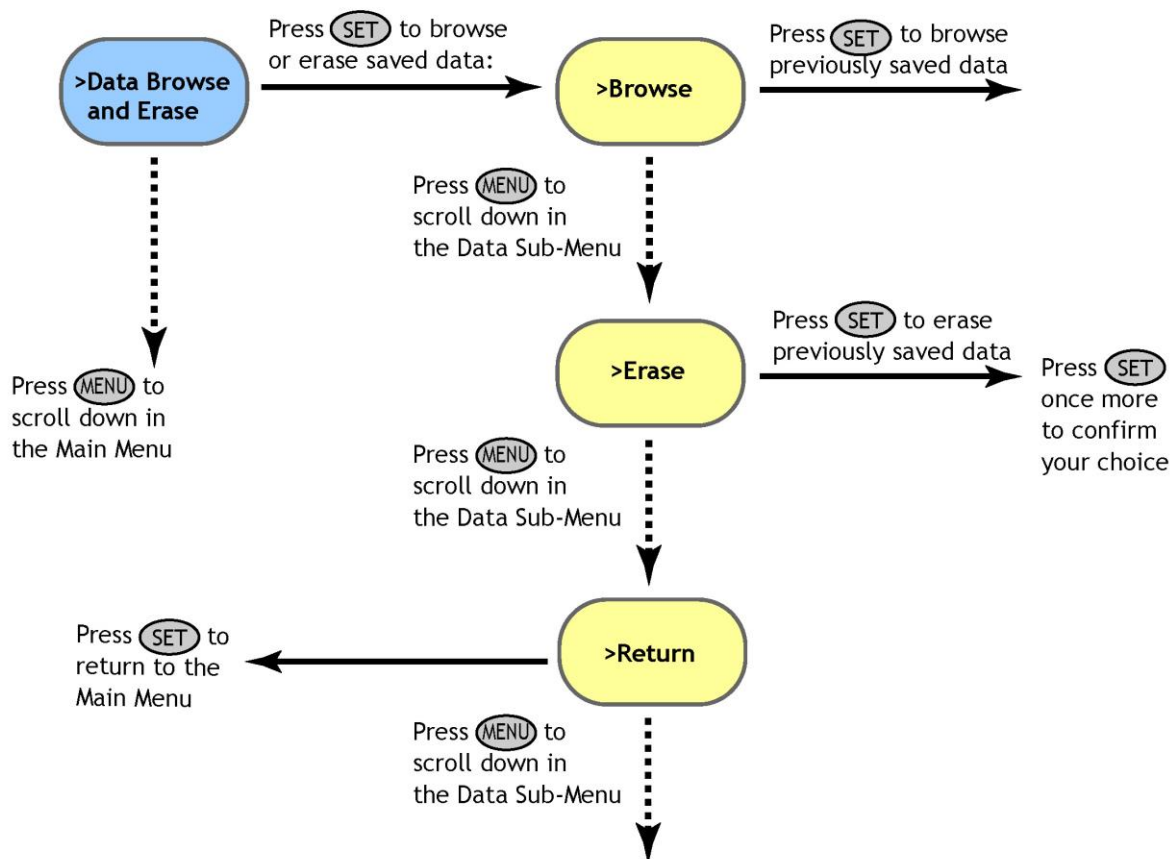 >Data Browse
and Erase
Press SET to browse
or erase saved data:
>Browse
Press SET to browse
previously saved data
Press MENU to
scroll down in
the Main Menu
Press MENU to
scroll down in
the Data Sub-Menu
>Erase
Press SET to erase
previously saved data
Press SET
once more
to confirm
your choice
Press MENU to
scroll down in
the Data Sub-Menu
>Return
Press SET to
return to the
Main Menu
Press MENU to
scroll down in
the Data Sub-Menu